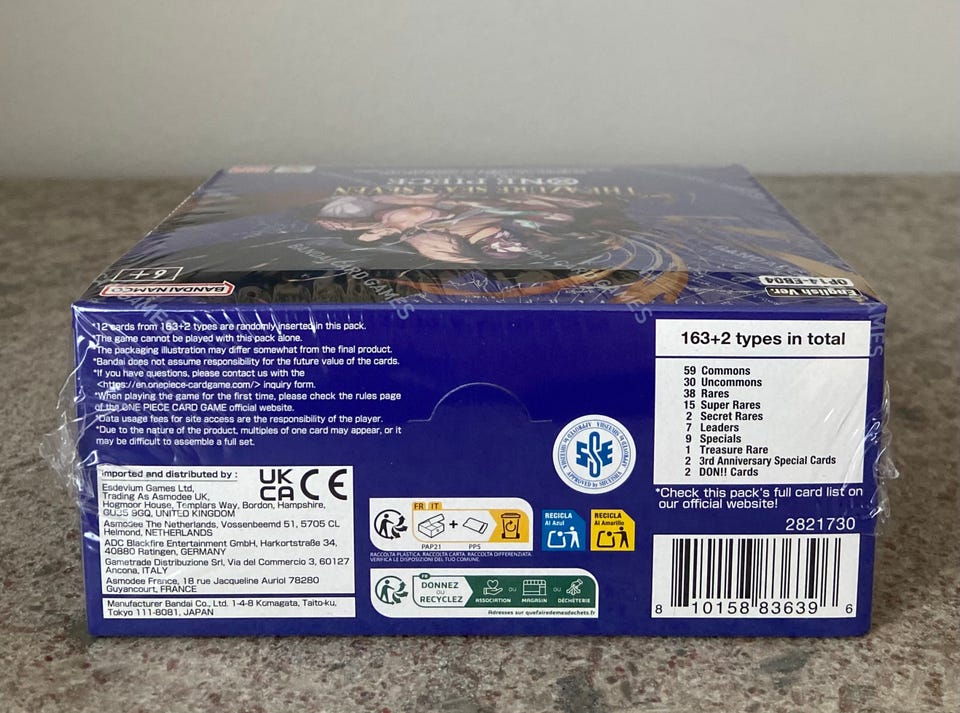 THE AZURE SEA'S SEVEN
ONE PIECE
BANDAI CARD GAMES
6+
BANDAI NAMCO
English Ver.
OP14-EB04
*12 cards from 163+2 types are randomly inserted in this pack.
*The game cannot be played with this pack alone.
*The packaging illustration may differ somewhat from the final product.
*Bandai does not assume responsibility for the future value of the cards.
*If you have questions, please contact us with the
<https://en.onepiece-cardgame.com/> inquiry form.
*When playing the game for the first time, please check the rules page
of the ONE PIECE CARD GAME official website.
*Data usage fees for site access are the responsibility of the player.
*Due to the nature of the product, multiples of one card may appear, or it
may be difficult to assemble a full set.
163+2 types in total
59 Commons
30 Uncommons
38 Rares
15 Super Rares
2 Secret Rares
7 Leaders
9 Specials
1 Treasure Rare
2 3rd Anniversary Special Cards
2 DON!! Cards
*Check this pack's full card list on
our official website!
2821730
8 10158 83639 6
Imported and distributed by :
UK
CA CE
Esdevium Games Ltd,
Trading As Asmodee UK,
Hogmoor House, Templars Way, Bordon, Hampshire,
GU35 9GQ, UNITED KINGDOM
Asmodee The Netherlands, Vossenbeemd 51, 5705 CL
Helmond, NETHERLANDS
ADC Blackfire Entertainment GmbH, Harkortstraße 34,
40880 Ratingen, GERMANY
Gametrade Distribuzione Srl, Via del Commercio 3, 60127
Ancona, ITALY
Asmodee France, 18 rue Jacqueline Auriol 78280
Guyancourt, FRANCE
Manufacturer Bandai Co., Ltd. 1-4-8 Komagata, Taito-ku,
Tokyo 111-8081, JAPAN
APPROVED by SHUEISHA
FR IT
+
PAP21 PP5
RACCOLTA PLASTICA. RACCOLTA CARTA. RACCOLTA DIFFERENZIATA.
VERIFICA LE DISPOSIZIONI DEL TUO COMUNE.
RECICLA
Al Azul
RECICLA
Al Amarillo
FR
DONNEZ
OU
RECYCLEZ
ASSOCIATION OU MAGASIN OU DÉCHÈTERIE
Adresses sur quefairedemesdechets.fr